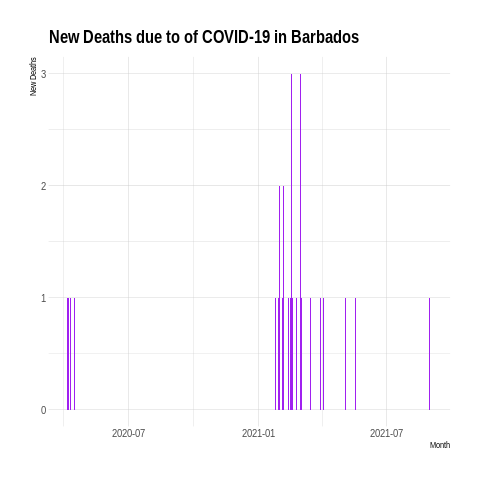 New Deaths due to of COVID-19 in Barbados
New Deaths
3
2
1
0
2020-07
2021-01
2021-07
Month